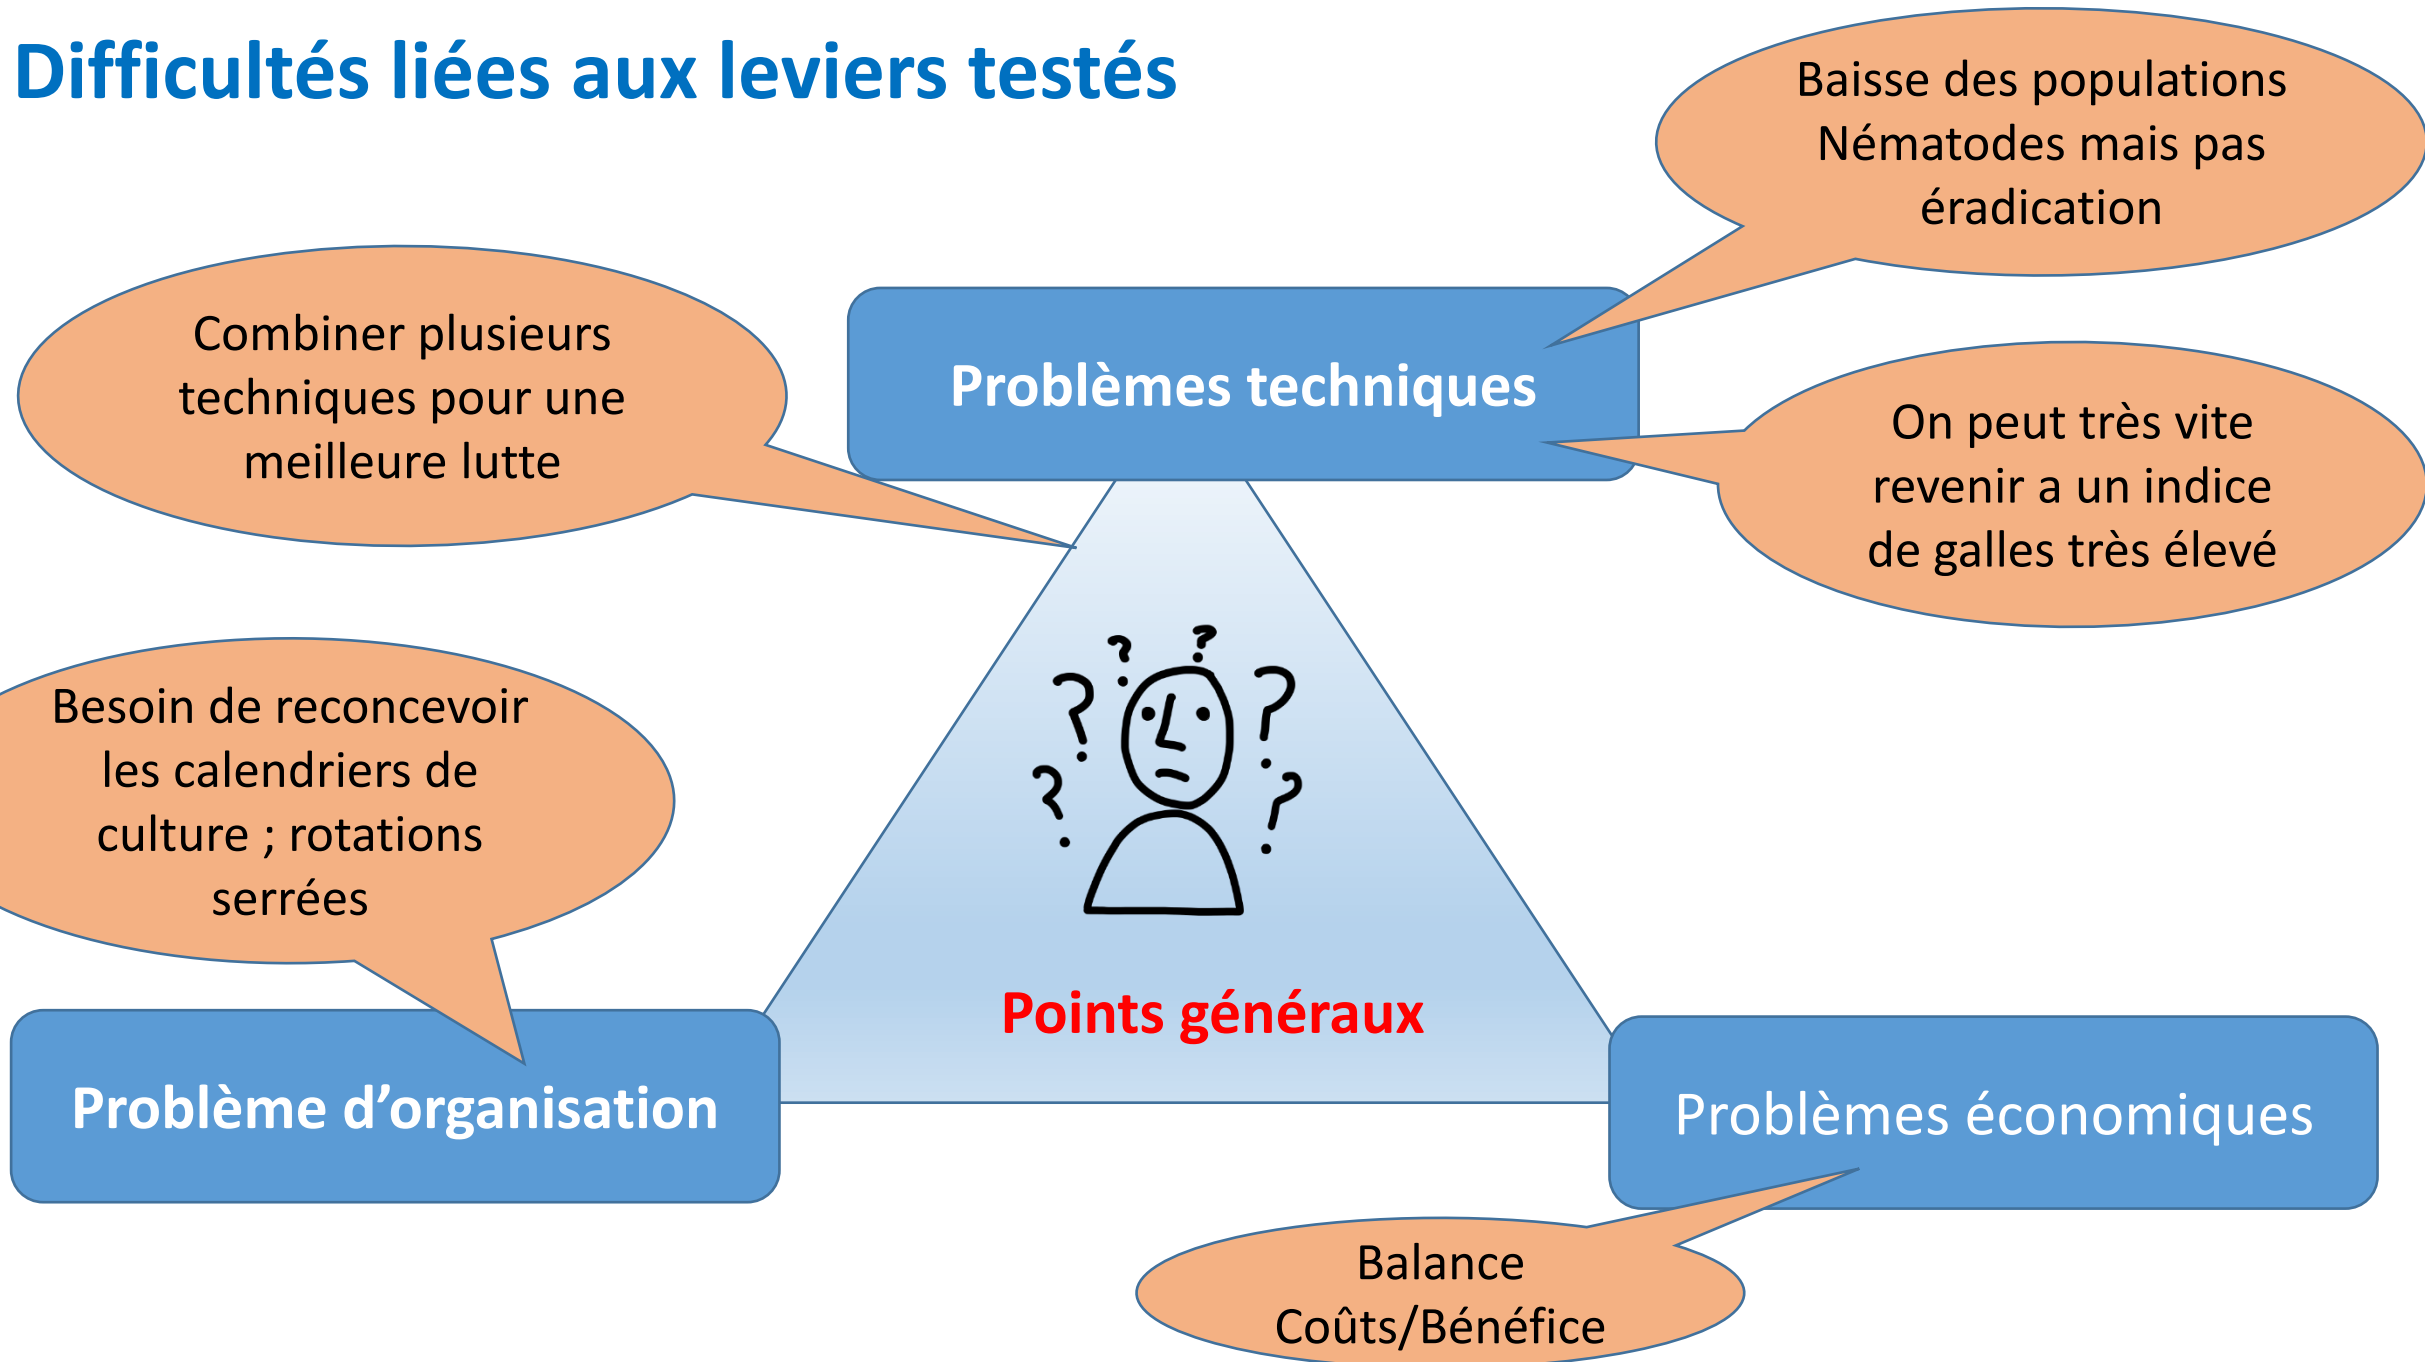 Difficultés liées aux leviers testés
Baisse des populations
Nématodes mais pas
éradication
Combiner plusieurs
techniques pour une
meilleure lutte
Problèmes techniques
On peut très vite
revenir a un indice
de galles très élevé
Besoin de reconcevoir
les calendriers de
culture ; rotations
serrées
? ? ? ? ? ?
Points généraux
Problème d’organisation
Problèmes économiques
Balance
Coûts/Bénéfice